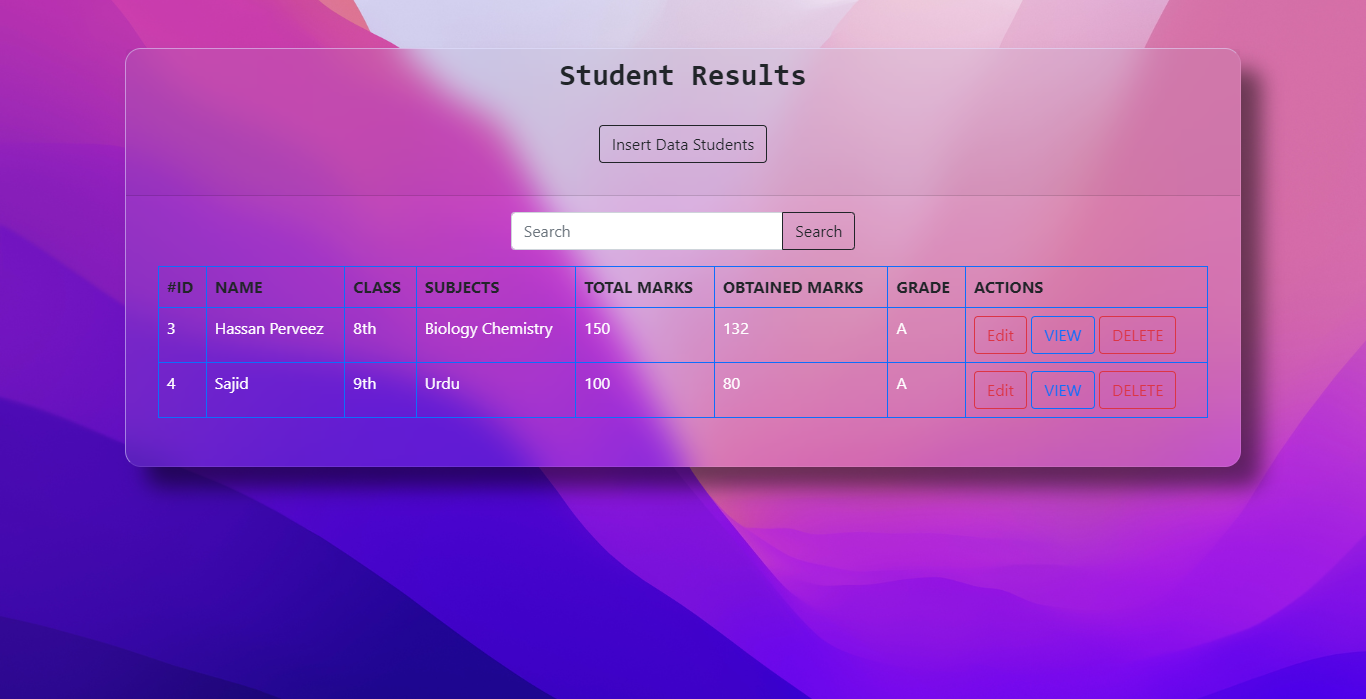 Student Results
Insert Data Students
Search Search
#ID NAME CLASS SUBJECTS TOTAL MARKS OBTAINED MARKS GRADE ACTIONS
3 Hassan Perveez 8th Biology Chemistry 150 132 A Edit VIEW DELETE
4 Sajid 9th Urdu 100 80 A Edit VIEW DELETE